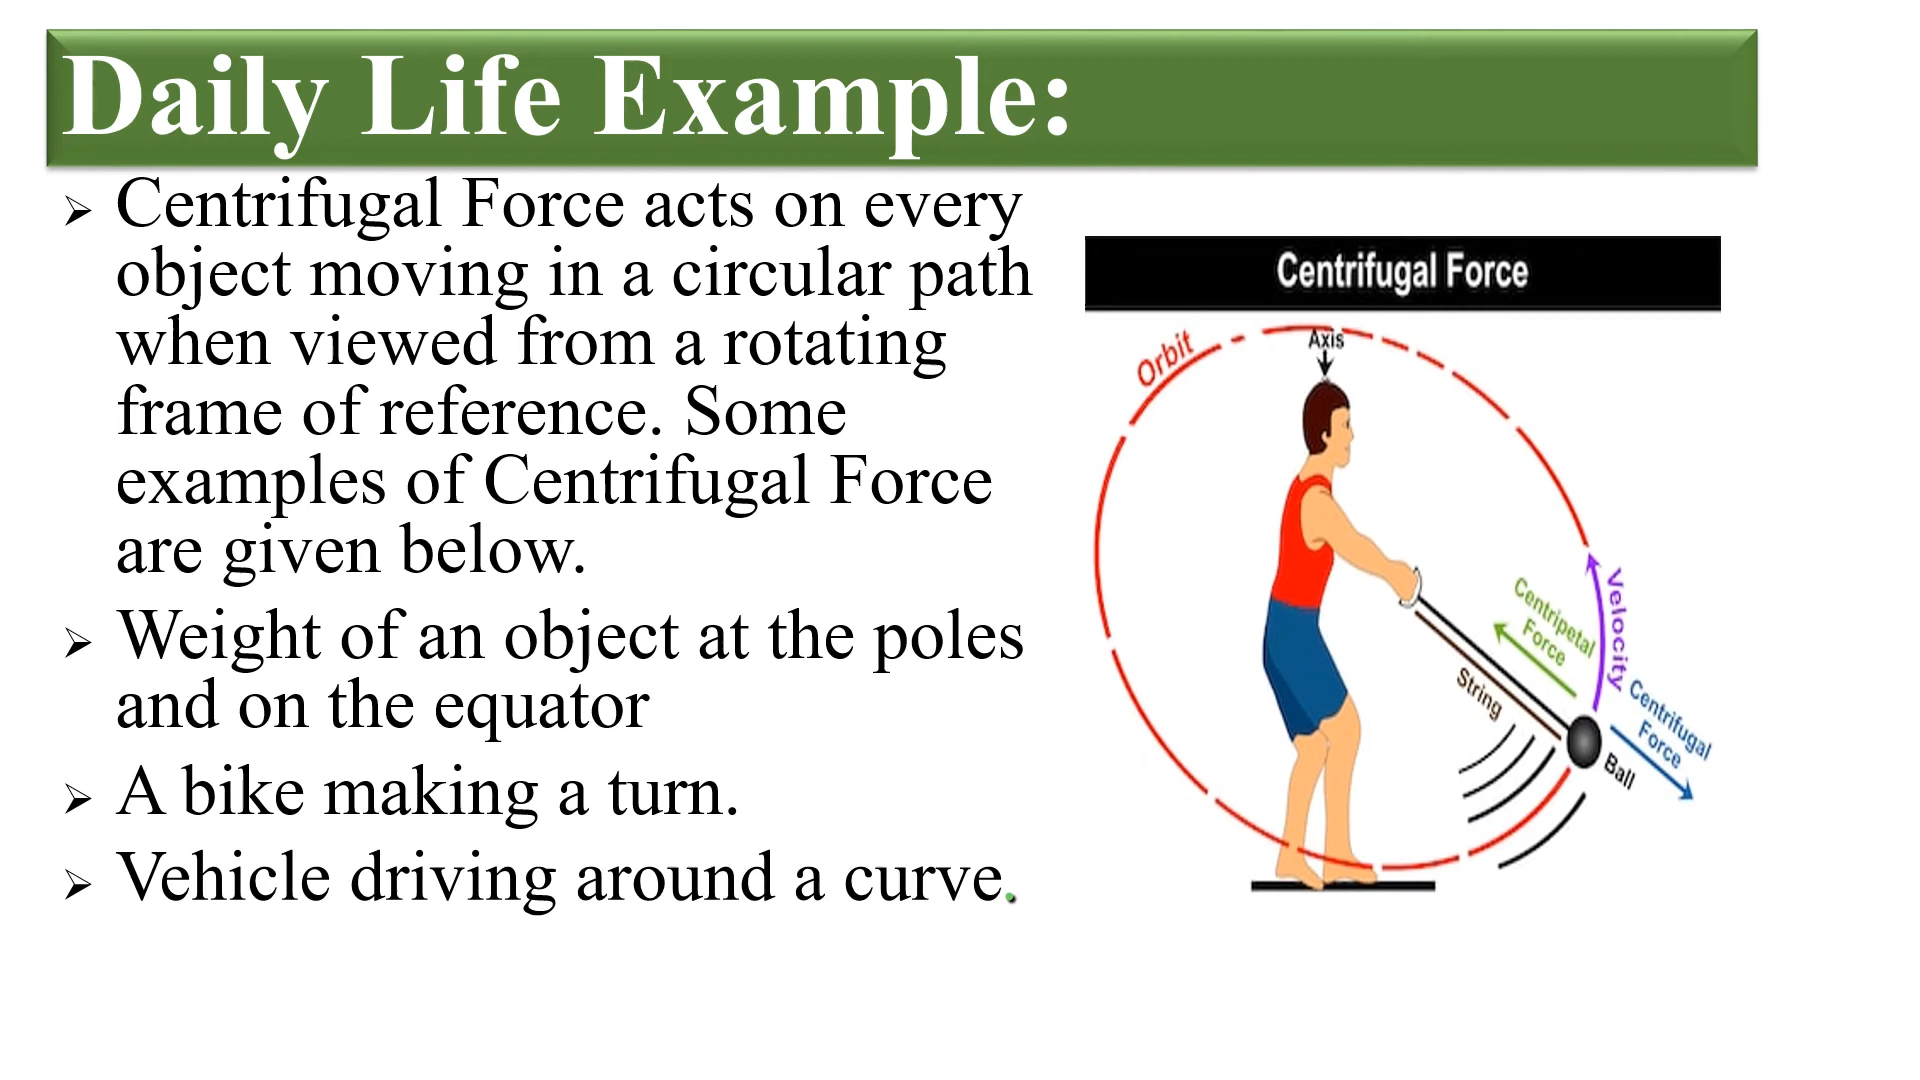 Daily Life Example:
➢ Centrifugal Force acts on every
object moving in a circular path
when viewed from a rotating
frame of reference. Some
examples of Centrifugal Force
are given below.
➢ Weight of an object at the poles
and on the equator
➢ A bike making a turn.
➢ Vehicle driving around a curve.
Centrifugal Force
Orbit
Axis
Velocity
Centripetal
Force
String
Centrifugal
Force
Ball